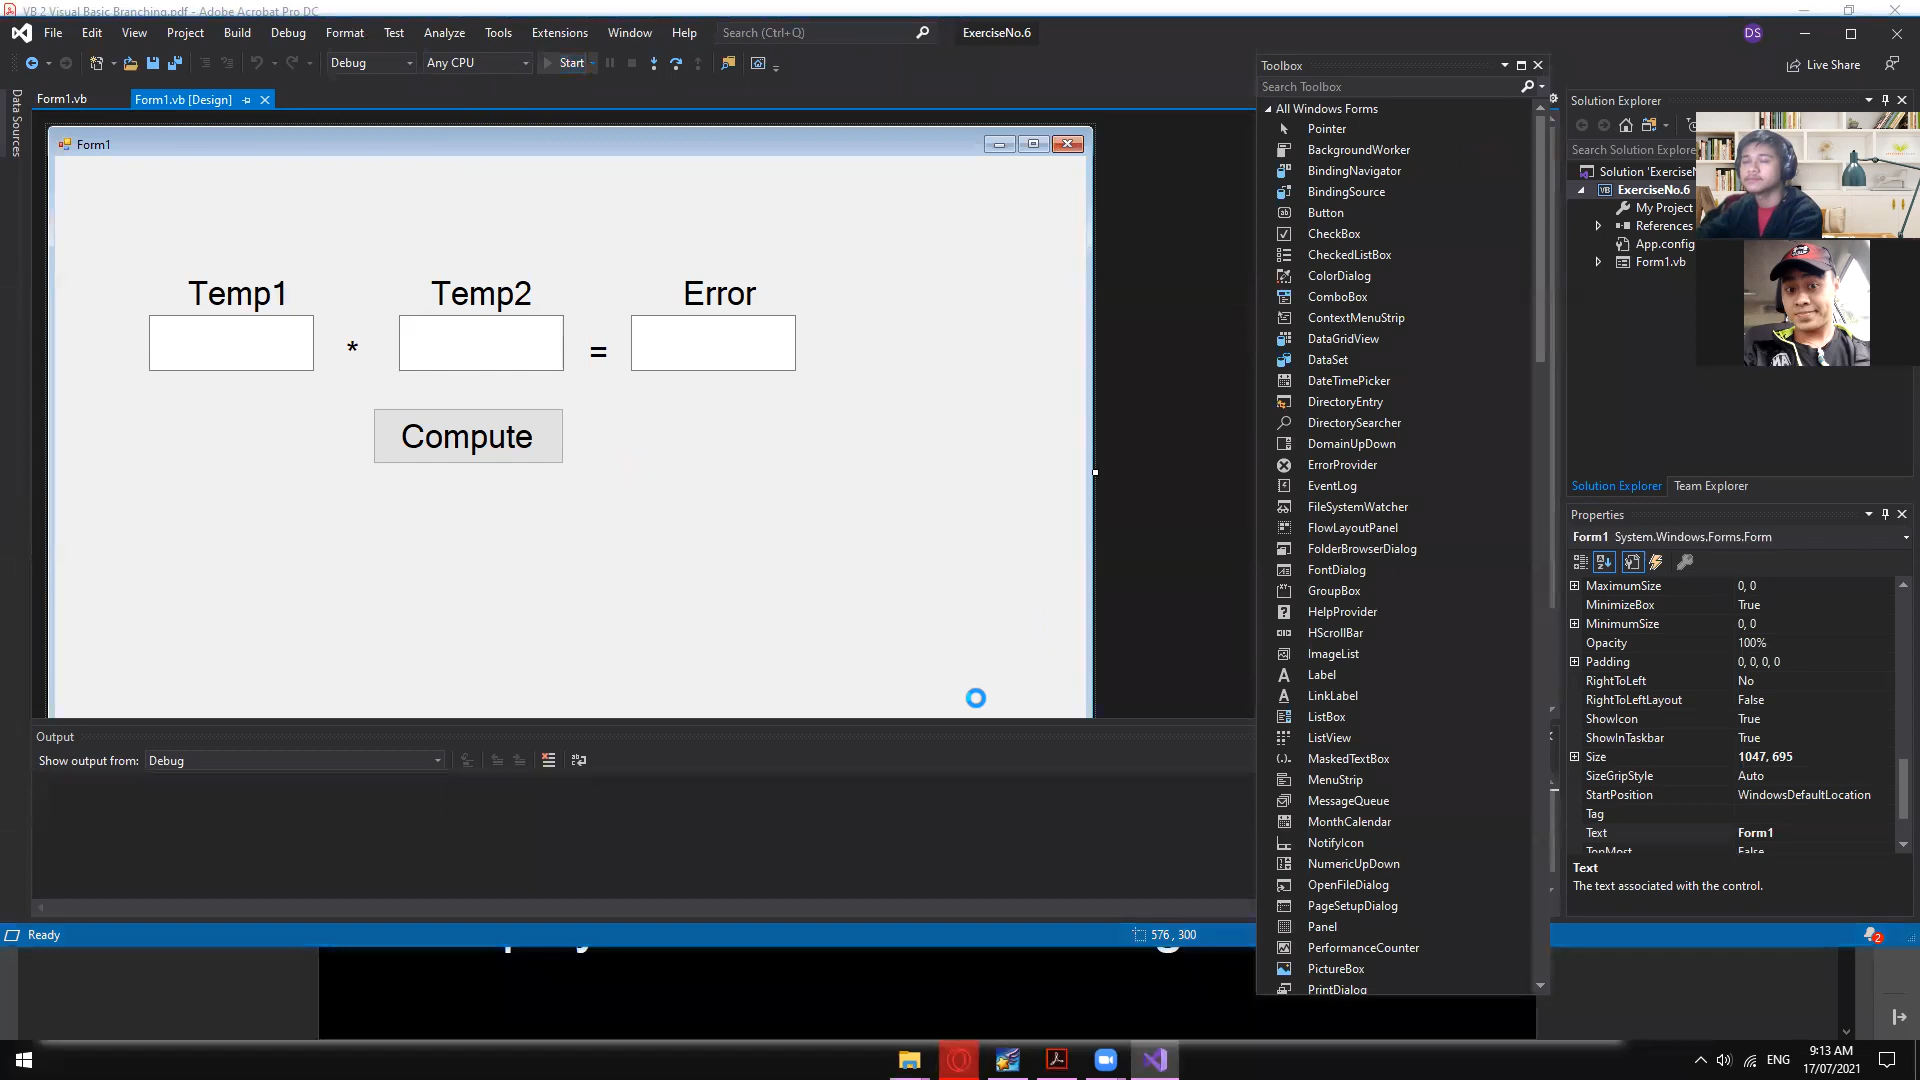 VB 2 Visual Basic Branching.pdf - Adobe Acrobat Pro DC
File Edit View Project Build Debug Format Test Analyze Tools Extensions Window Help Search (Ctrl+Q) ExerciseNo.6 DS
Debug Any CPU Start Live Share
Form1.vb Form1.vb [Design]
Data Sources
Form1
Temp1 Temp2 Error
* =
Compute
Toolbox
Search Toolbox
All Windows Forms
Pointer
BackgroundWorker
BindingNavigator
BindingSource
Button
CheckBox
CheckedListBox
ColorDialog
ComboBox
ContextMenuStrip
DataGridView
DataSet
DateTimePicker
DirectoryEntry
DirectorySearcher
DomainUpDown
ErrorProvider
EventLog
FileSystemWatcher
FlowLayoutPanel
FolderBrowserDialog
FontDialog
GroupBox
HelpProvider
HScrollBar
ImageList
Label
LinkLabel
ListBox
ListView
MaskedTextBox
MenuStrip
MessageQueue
MonthCalendar
NotifyIcon
NumericUpDown
OpenFileDialog
PageSetupDialog
Panel
PerformanceCounter
PictureBox
PrintDialog
Solution Explorer
Search Solution Explore
Solution 'ExerciseN
VB ExerciseNo.6
My Project
References
App.config
Form1.vb
Solution Explorer Team Explorer
Properties
Form1 System.Windows.Forms.Form
MaximumSize 0, 0
MinimizeBox True
MinimumSize 0, 0
Opacity 100%
Padding 0, 0, 0, 0
RightToLeft No
RightToLeftLayout False
ShowIcon True
ShowInTaskbar True
Size 1047, 695
SizeGripStyle Auto
StartPosition WindowsDefaultLocation
Tag
Text Form1
TopMost False
Text
The text associated with the control.
Output
Show output from: Debug
Ready 576 , 300 2
ENG 9:13 AM
17/07/2021